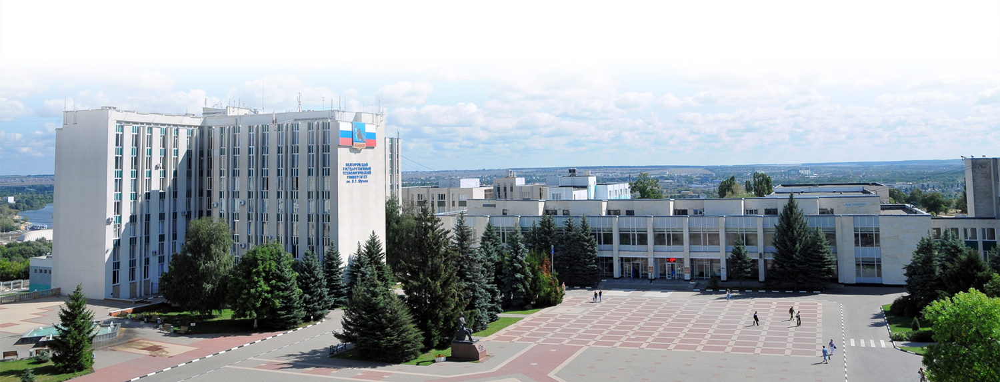 БЕЛГОРОДСКИЙ
ГОСУДАРСТВЕННЫЙ
ТЕХНОЛОГИЧЕСКИЙ
УНИВЕРСИТЕТ
им. В.Г. Шухова